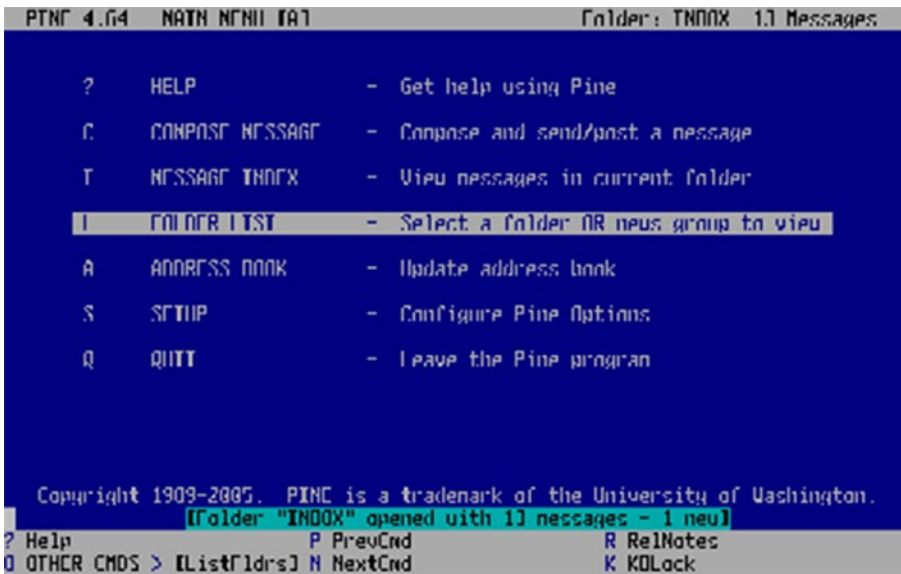 PINE 4.64   MAIN MENU                         Folder: INBOX  13 Messages
?     HELP               -  Get help using Pine
C     COMPOSE MESSAGE    -  Compose and send/post a message
I     MESSAGE INDEX      -  View messages in current folder
L     FOLDER LIST        -  Select a folder OR news group to view
A     ADDRESS BOOK       -  Update address book
S     SETUP              -  Configure Pine Options
Q     QUIT               -  Leave the Pine program
Copyright 1989-2005.  PINE is a trademark of the University of Washington.
[Folder "INBOX" opened with 13 messages - 1 new]
? Help                     P PrevCmd                 R RelNotes
O OTHER CMDS > [ListFldrs] N NextCmd                 K KBLock